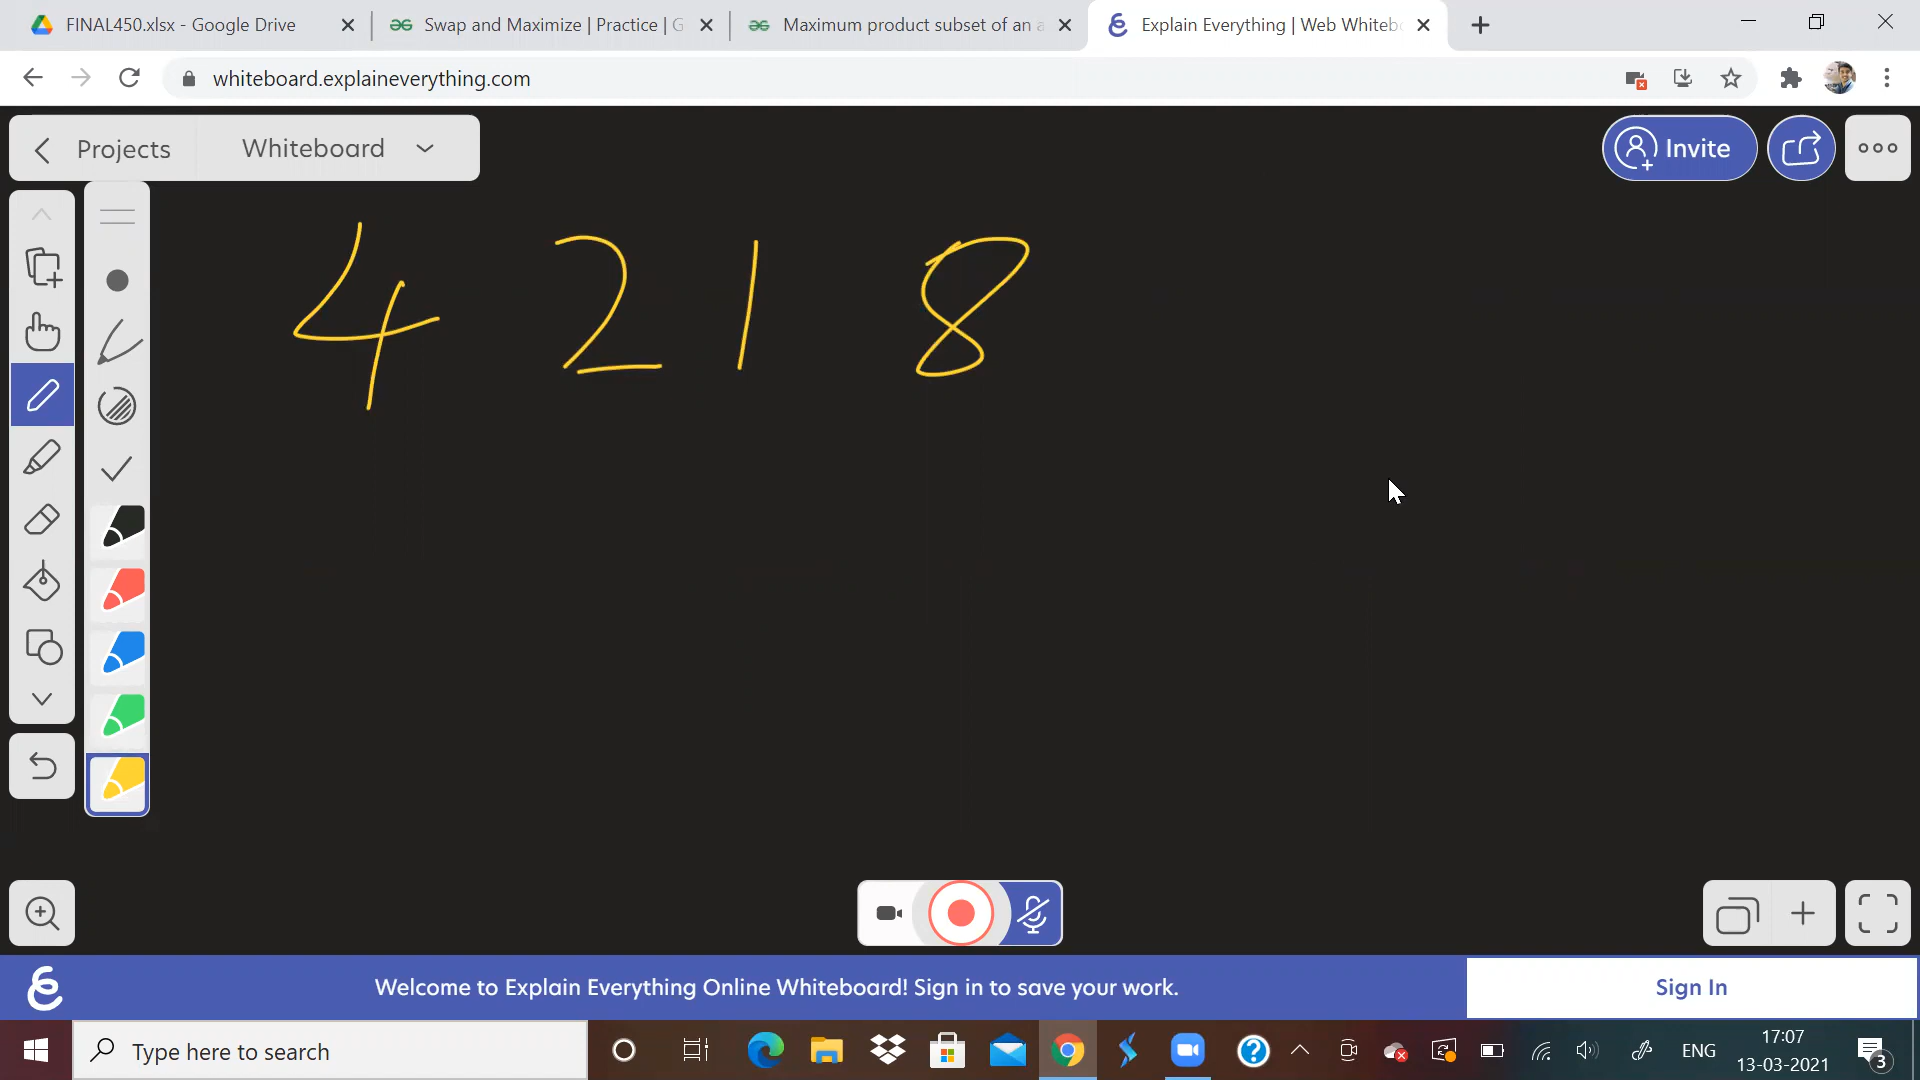 FINAL450.xlsx - Google Drive
Swap and Maximize | Practice | G
Maximum product subset of an a
Explain Everything | Web Whitebo
whiteboard.explaineverything.com
Projects
Whiteboard
Invite
4 2 1 8
Welcome to Explain Everything Online Whiteboard! Sign in to save your work.
Sign In
Type here to search
ENG
17:07
13-03-2021
3